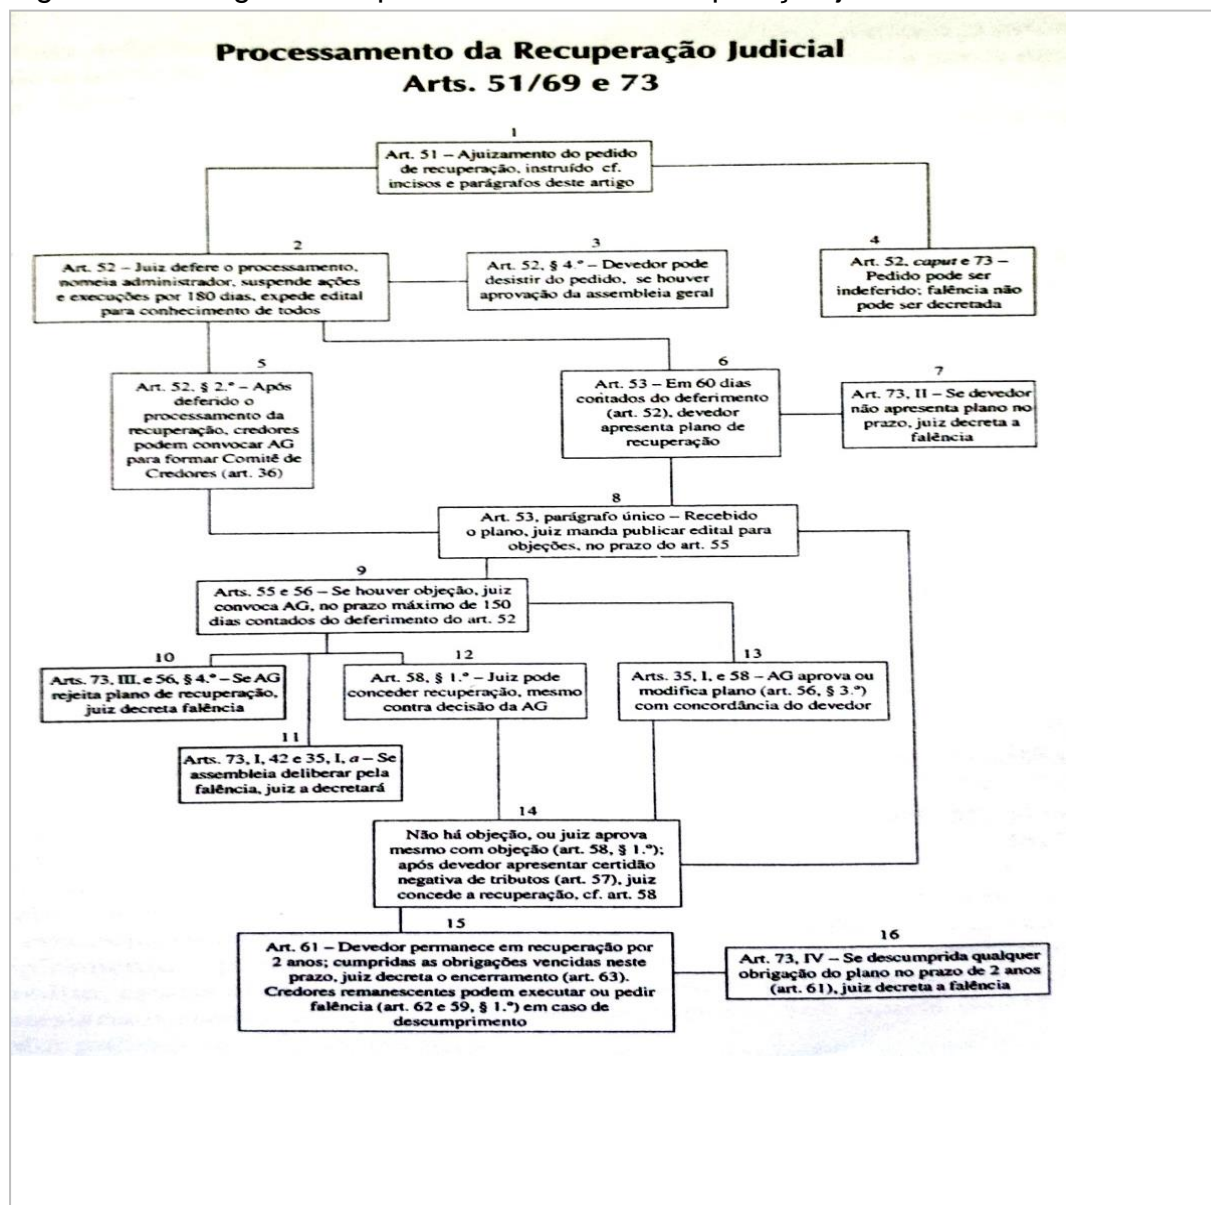 Processamento da Recuperação Judicial
Arts. 51/69 e 73
1
Art. 51 – Ajuizamento do pedido
de recuperação, instruído cf.
incisos e parágrafos deste artigo
2
Art. 52 – Juiz defere o processamento,
nomeia administrador, suspende ações
e execuções por 180 dias, expede edital
para conhecimento de todos
3
Art. 52, § 4.º – Devedor pode
desistir do pedido, se houver
aprovação da assembleia geral
4
Art. 52, caput e 73 –
Pedido pode ser
indeferido; falência não
pode ser decretada
5
Art. 52, § 2.º – Após
deferido o
processamento da
recuperação, credores
podem convocar AG
para formar Comitê de
Credores (art. 36)
6
Art. 53 – Em 60 dias
contados do deferimento
(art. 52), devedor
apresenta plano de
recuperação
7
Art. 73, II – Se devedor
não apresenta plano no
prazo, juiz decreta a
falência
8
Art. 53, parágrafo único – Recebido
o plano, juiz manda publicar edital para
objeções, no prazo do art. 55
9
Arts. 55 e 56 – Se houver objeção, juiz
convoca AG, no prazo máximo de 150
dias contados do deferimento do art. 52
10
Arts. 73, III, e 56, § 4.º – Se AG
rejeita plano de recuperação,
juiz decreta falência
11
Arts. 73, I, 42 e 35, I, a – Se
assembleia deliberar pela
falência, juiz a decretará
12
Art. 58, § 1.º – Juiz pode
conceder recuperação, mesmo
contra decisão da AG
13
Arts. 35, I, e 58 – AG aprova ou
modifica plano (art. 56, § 3.º)
com concordância do devedor
14
Não há objeção, ou juiz aprova
mesmo com objeção (art. 58, § 1.º);
após devedor apresentar certidão
negativa de tributos (art. 57), juiz
concede a recuperação, cf. art. 58
15
Art. 61 – Devedor permanece em recuperação por
2 anos; cumpridas as obrigações vencidas neste
prazo, juiz decreta o encerramento (art. 63).
Credores remanescentes podem executar ou pedir
falência (art. 62 e 59, § 1.º) em caso de
descumprimento
16
Art. 73, IV – Se descumprida qualquer
obrigação do plano no prazo de 2 anos
(art. 61), juiz decreta a falência